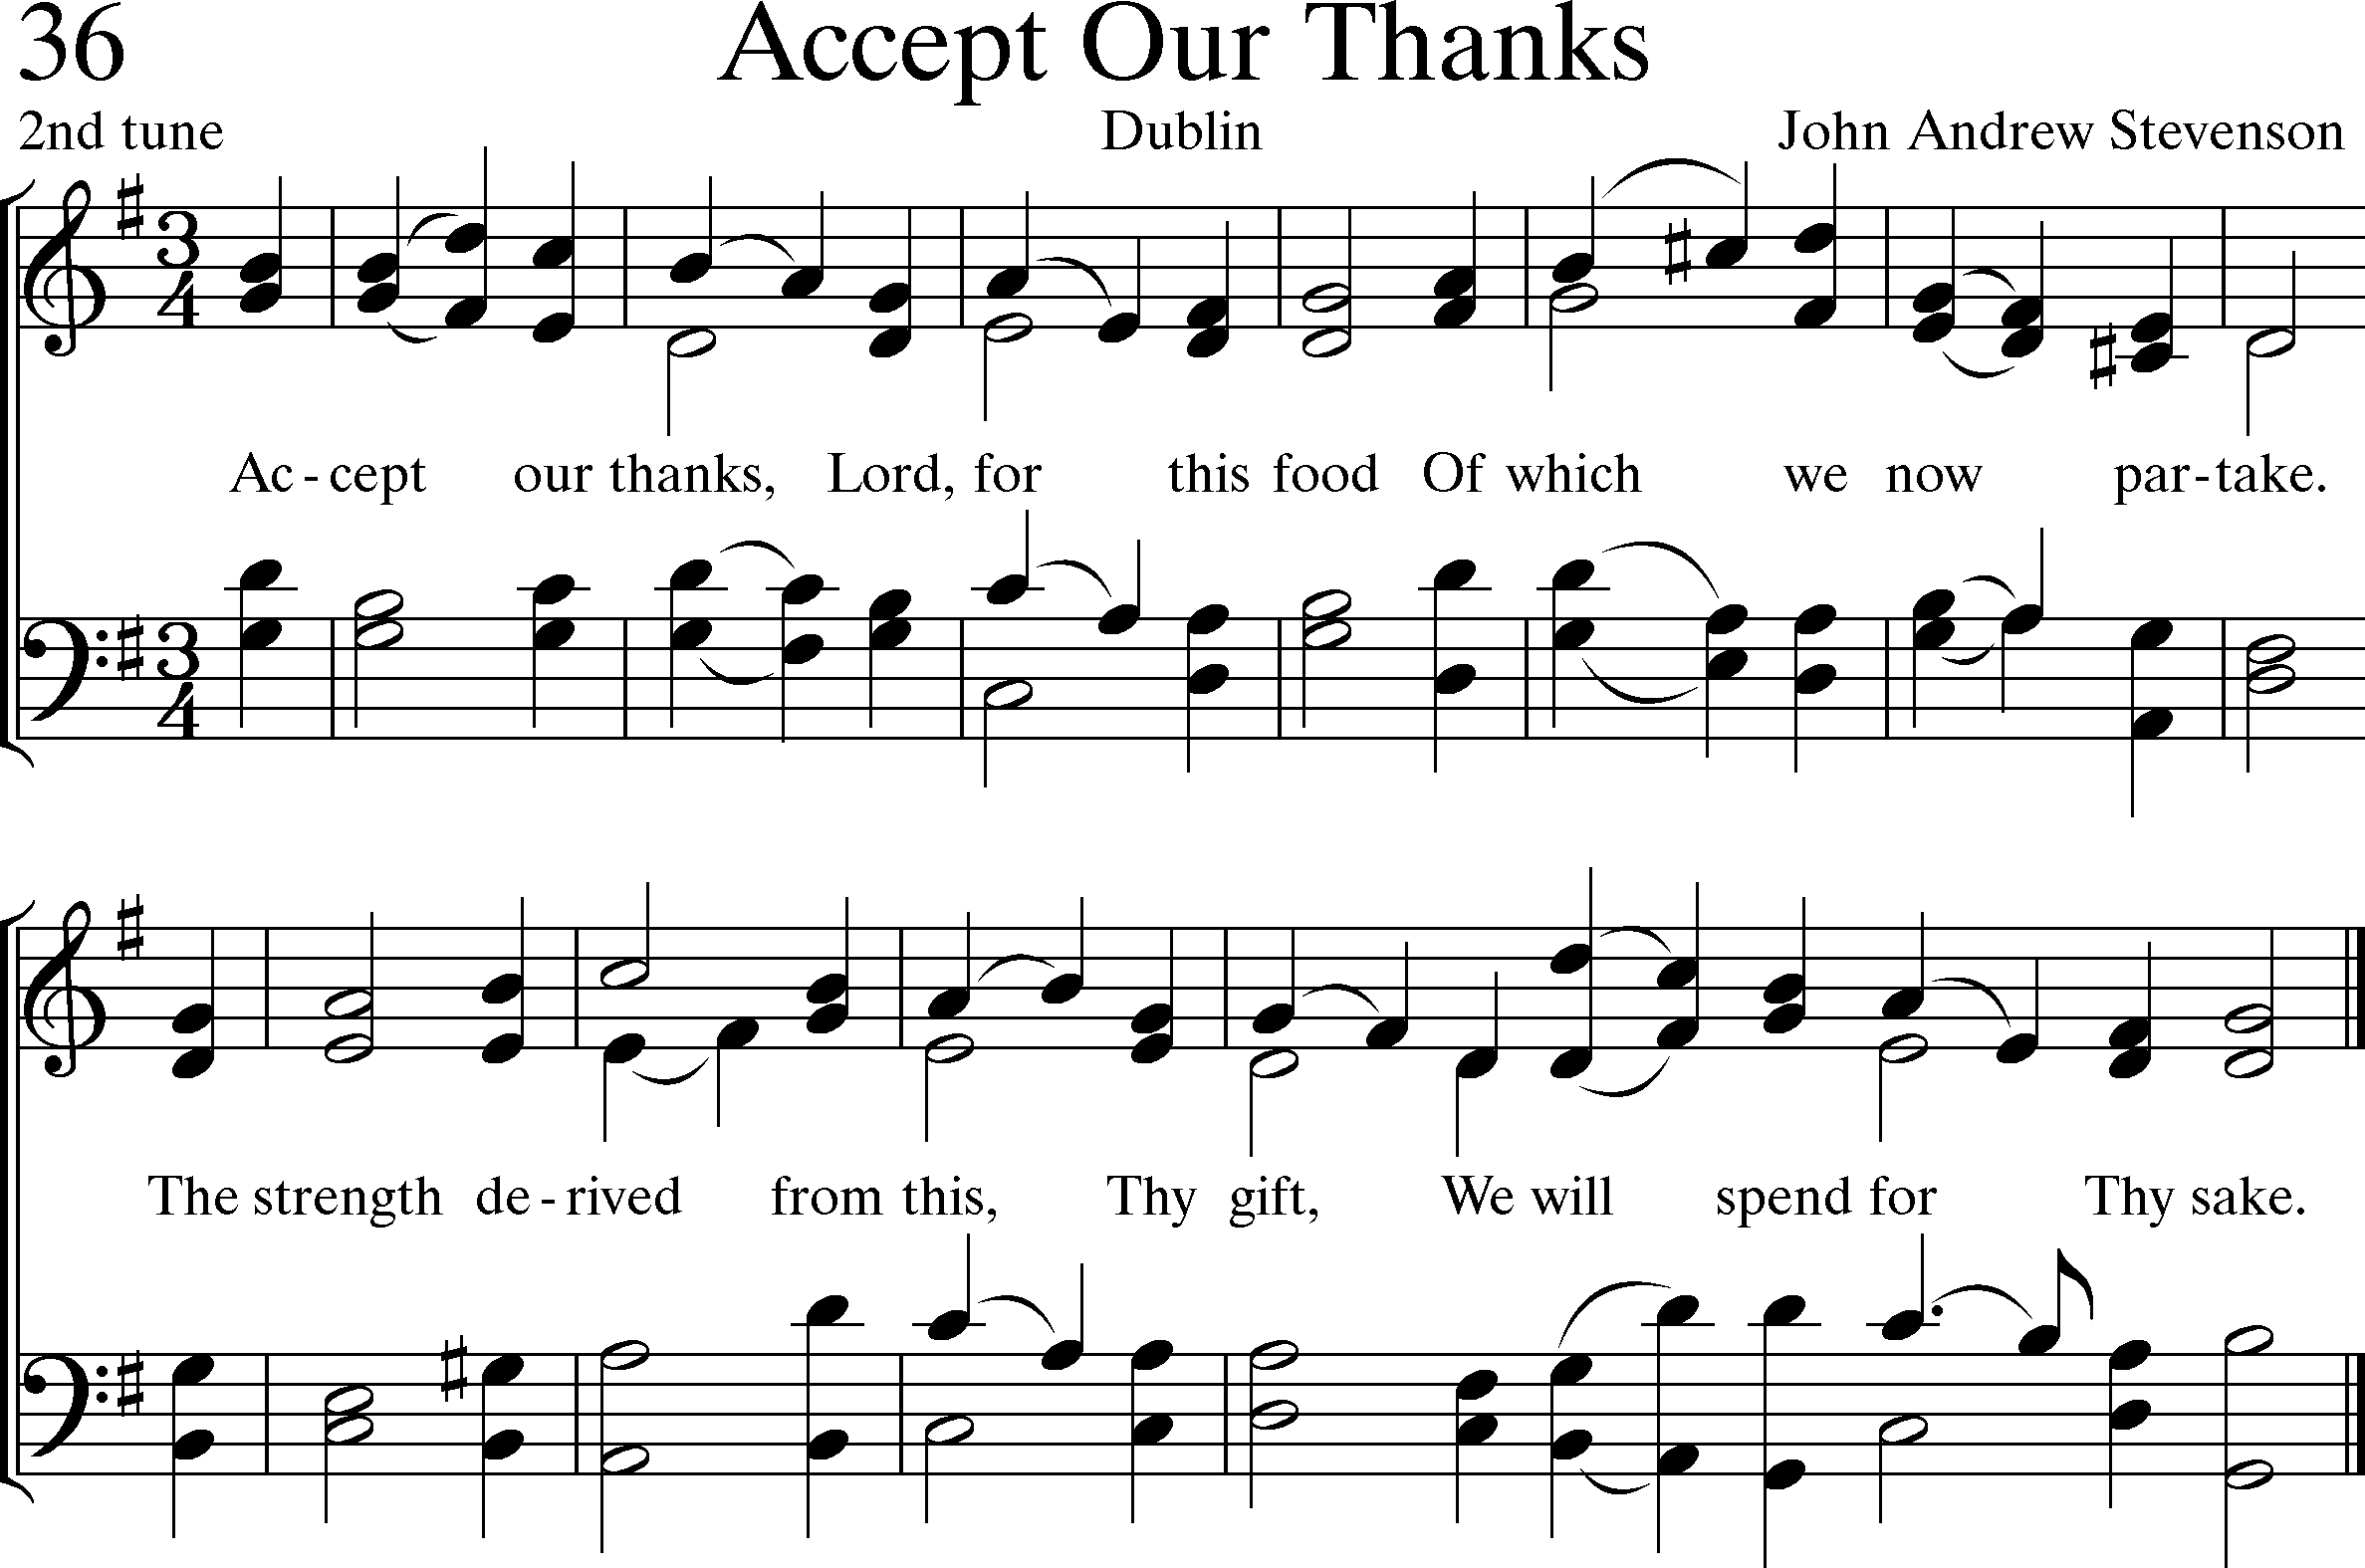 36 Accept Our Thanks
2nd tune Dublin John Andrew Stevenson
3
4
Ac - cept our thanks, Lord, for this food Of which we now par - take.
3
4
The strength de - rived from this, Thy gift, We will spend for Thy sake.